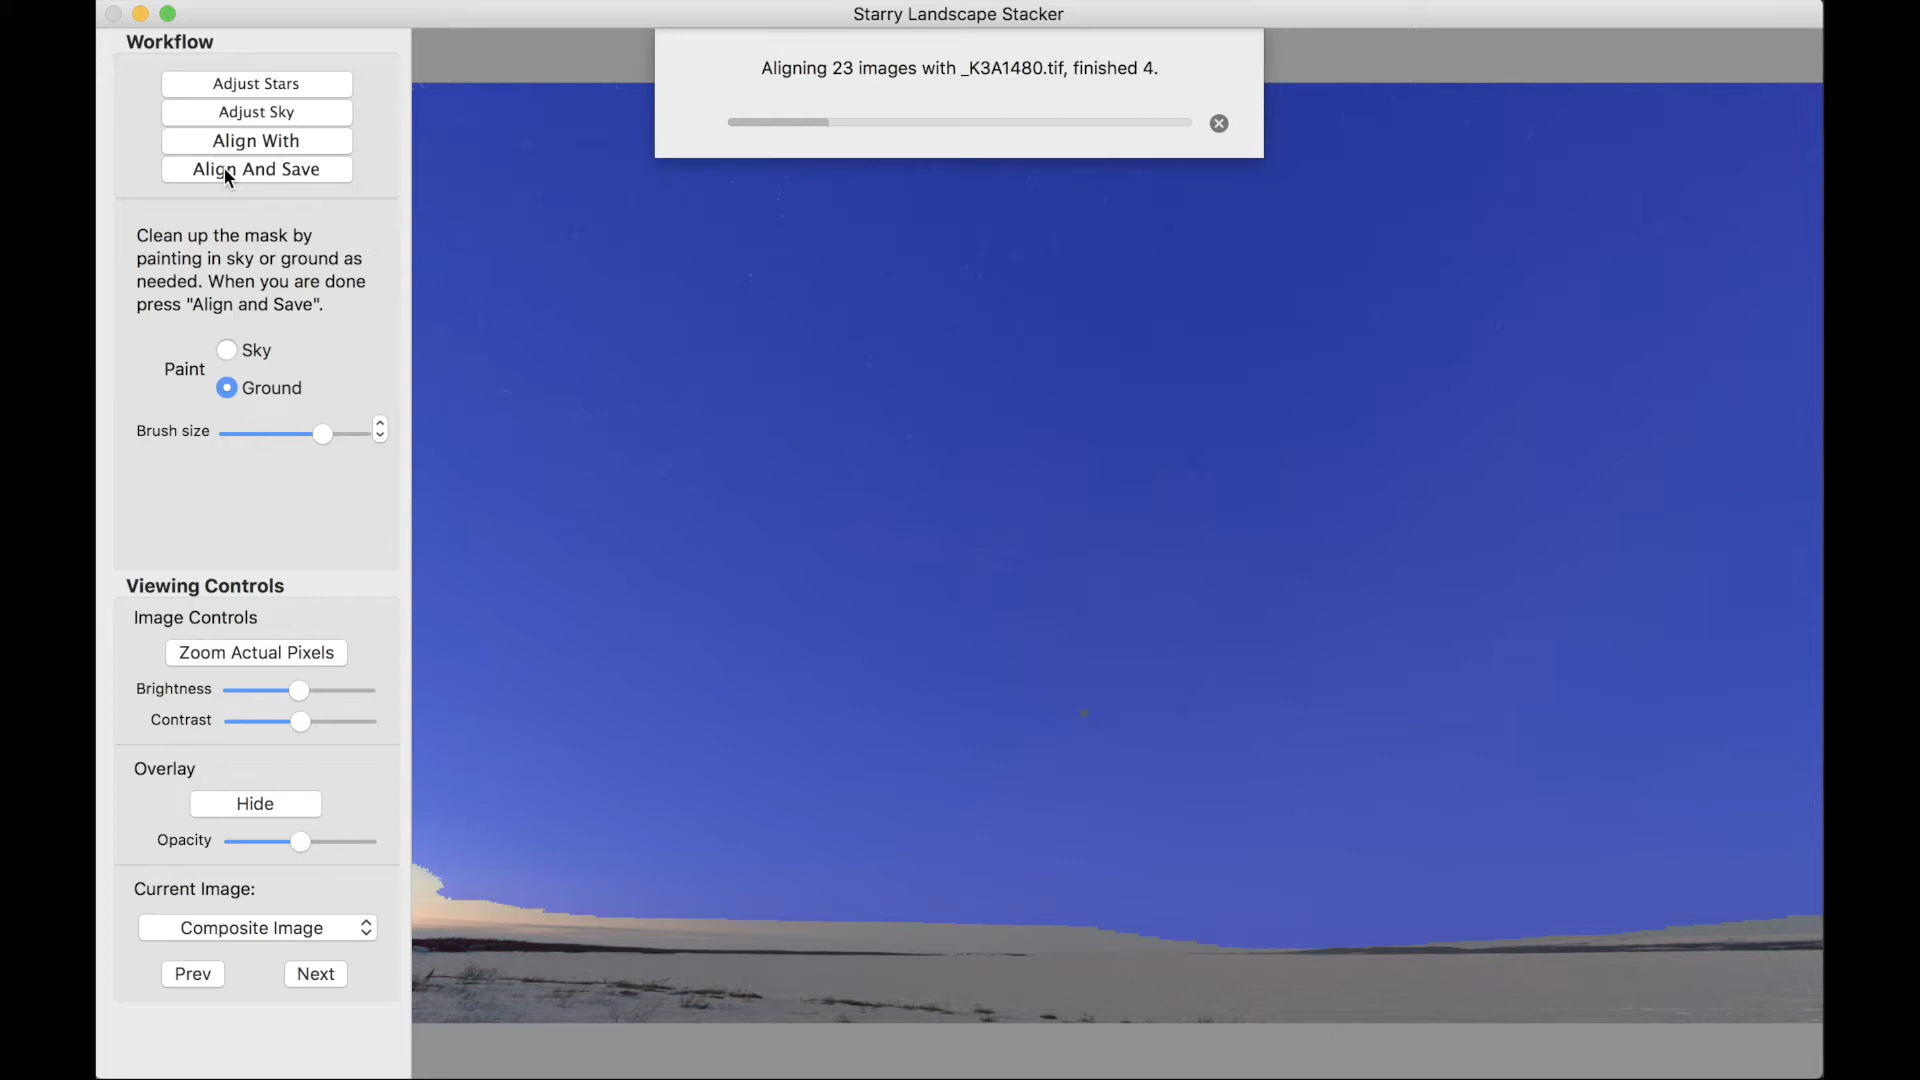 Starry Landscape Stacker
Workflow
Adjust Stars
Adjust Sky
Align With
Align And Save
Aligning 23 images with _K3A1480.tif, finished 4.
Clean up the mask by
painting in sky or ground as
needed. When you are done
press "Align and Save".
Paint
Sky
Ground
Brush size
Viewing Controls
Image Controls
Zoom Actual Pixels
Brightness
Contrast
Overlay
Hide
Opacity
Current Image:
Composite Image
Prev
Next